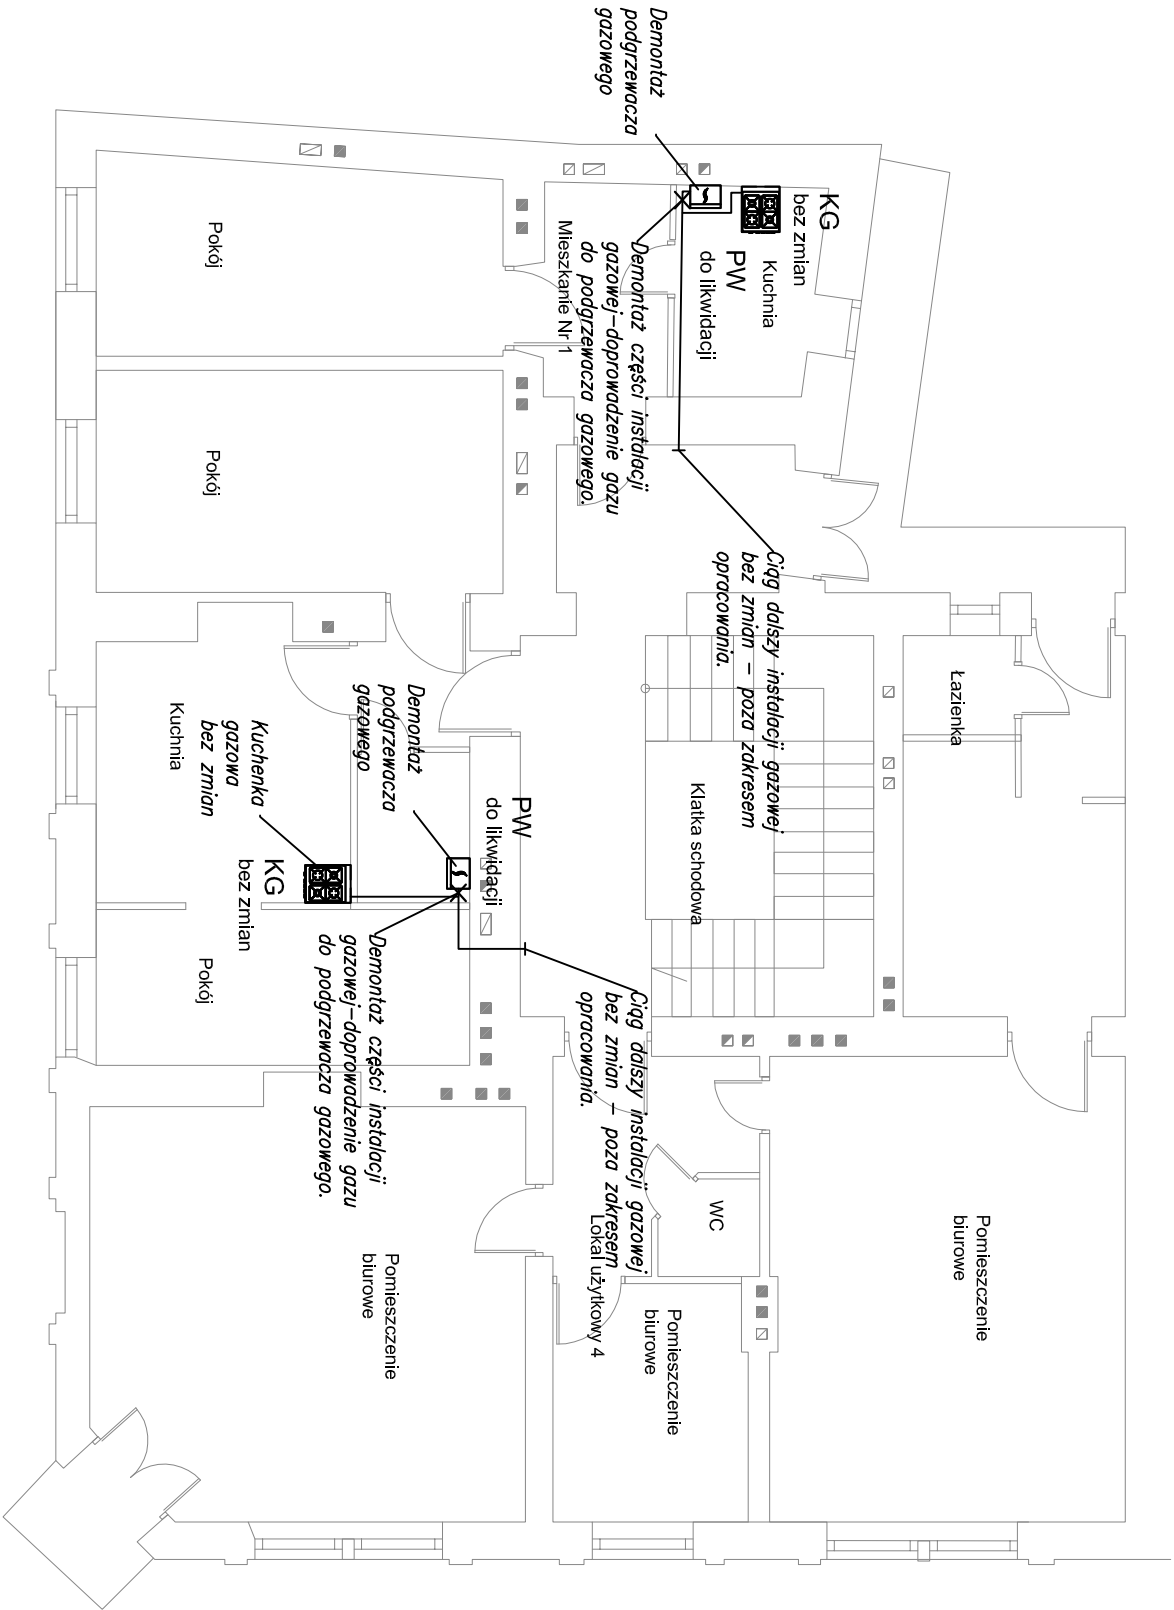 Demontaż
podgrzewacza
gazowego
KG
bez zmian
Kuchnia
PW
do likwidacji
Demontaż części instalacji
gazowej-doprowadzenie gazu
do podgrzewacza gazowego.
Mieszkanie Nr 1
Pokój
Pokój
Ciąg dalszy instalacji gazowej
bez zmian - poza zakresem
opracowania.
Łazienka
Klatka schodowa
Demontaż
podgrzewacza
gazowego
Kuchnia
Kuchenka
gazowa
bez zmian
PW
do likwidacji
KG
bez zmian
Pokój
Demontaż części instalacji
gazowej-doprowadzenie gazu
do podgrzewacza gazowego.
Ciąg dalszy instalacji gazowej
bez zmian - poza zakresem
opracowania.
WC
Lokal użytkowy 4
Pomieszczenie
biurowe
Pomieszczenie
biurowe
Pomieszczenie
biurowe